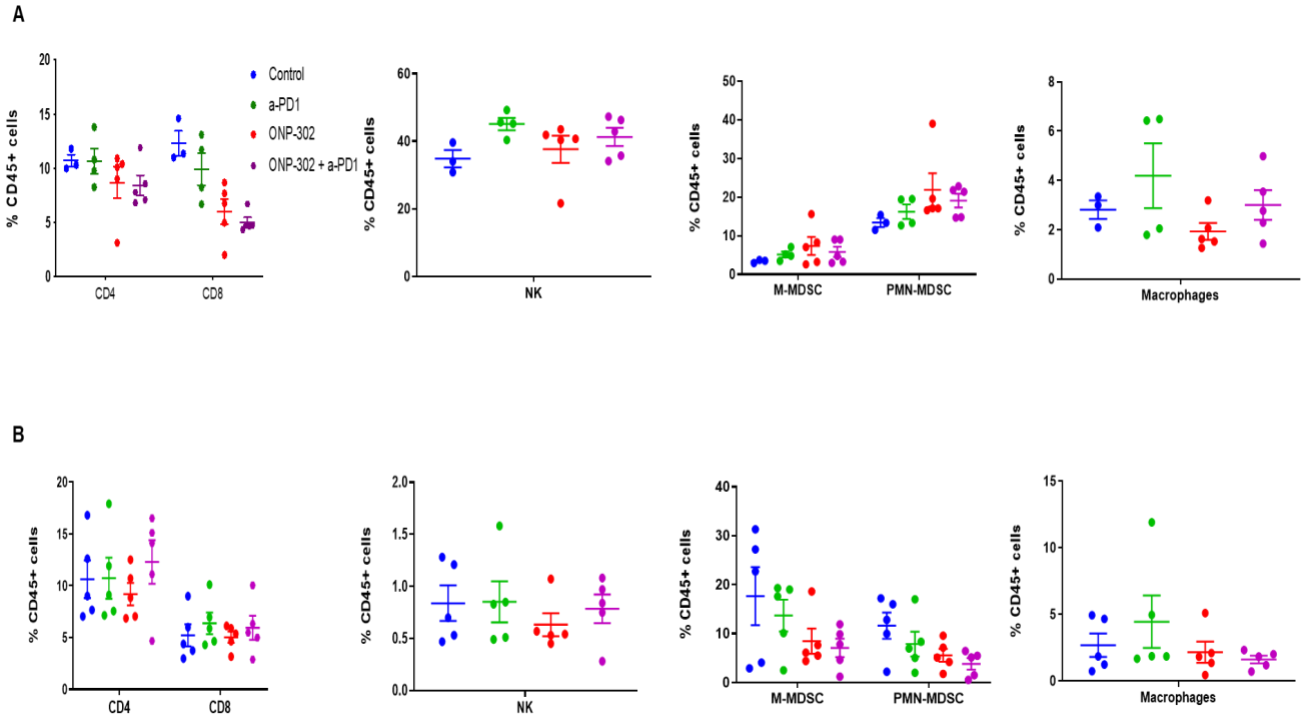 A
% CD45+ cells
20
15
10
5
0
CD4
CD8
Control
a-PD1
ONP-302
ONP-302 + a-PD1
% CD45+ cells
60
40
20
0
NK
% CD45+ cells
50
40
30
20
10
0
M-MDSC
PMN-MDSC
% CD45+ cells
8
6
4
2
0
Macrophages
B
% CD45+ cells
20
15
10
5
0
CD4
CD8
% CD45+ cells
2.0
1.5
1.0
0.5
0.0
NK
% CD45+ cells
40
30
20
10
0
M-MDSC
PMN-MDSC
% CD45+ cells
15
10
5
0
Macrophages